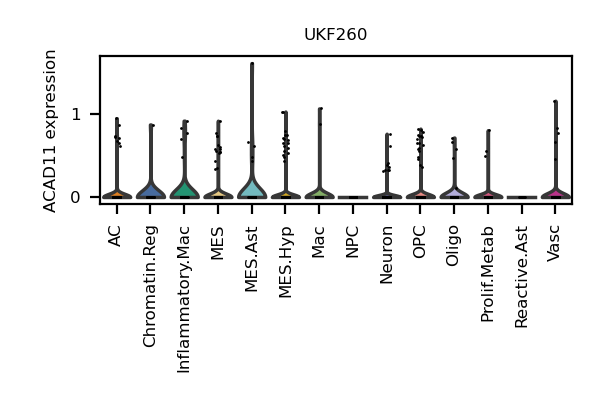 UKF260
ACAD11 expression
1
0
AC
Chromatin.Reg
Inflammatory.Mac
MES
MES.Ast
MES.Hyp
Mac
NPC
Neuron
OPC
Oligo
Prolif.Metab
Reactive.Ast
Vasc